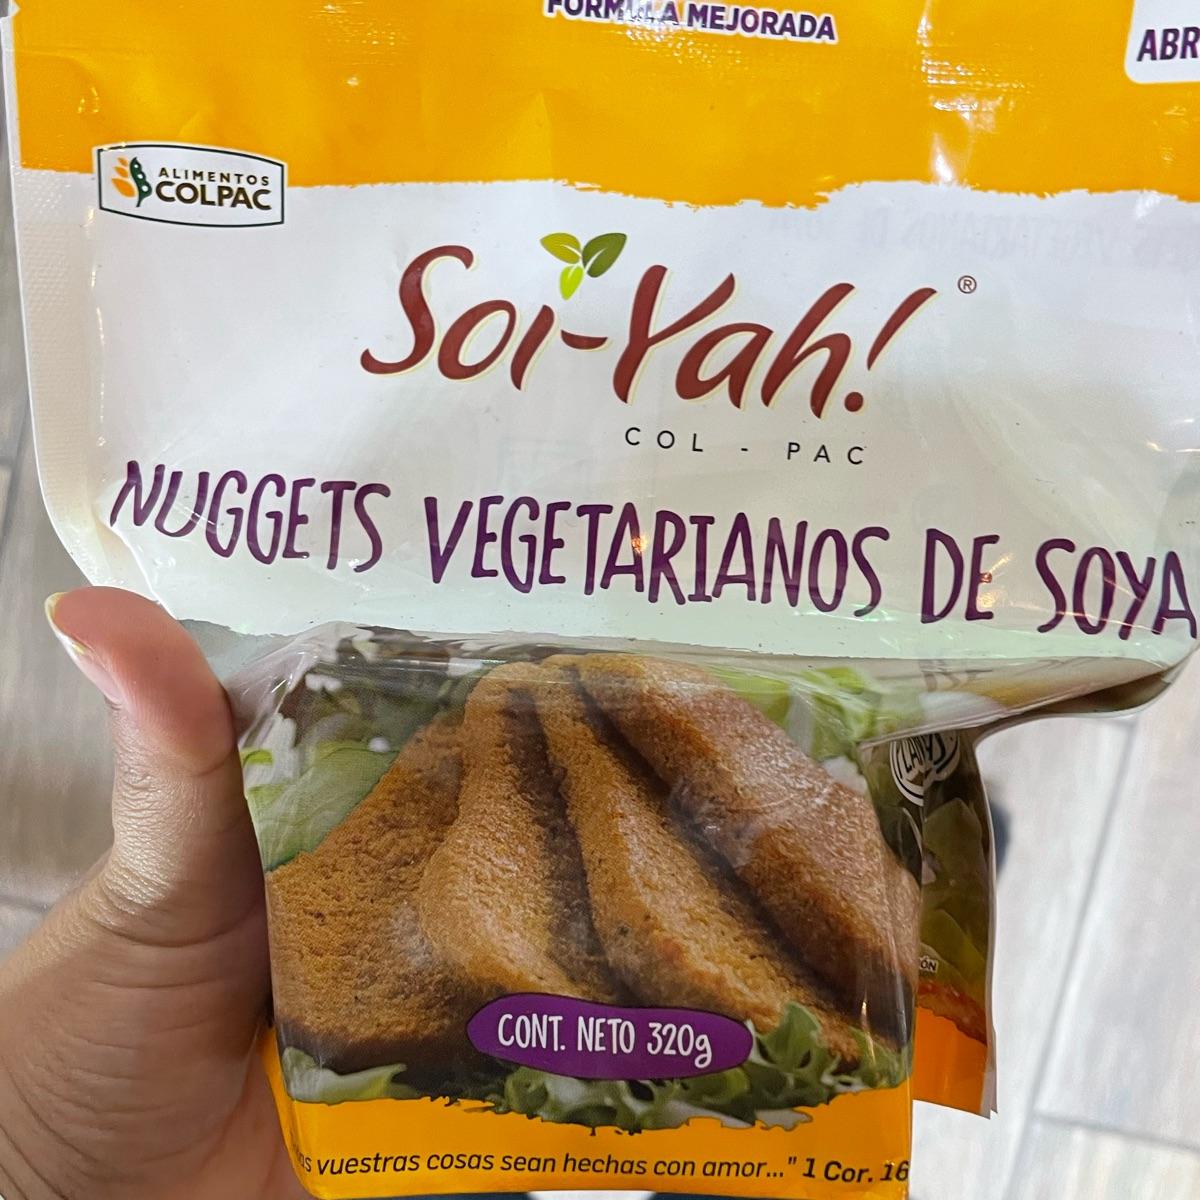 FORMULA MEJORADA
ABR
ALIMENTOS
COLPAC
Soi-Yah!®
COL - PAC
NUGGETS VEGETARIANOS DE SOYA
CONT. NETO 320g
vuestras cosas sean hechas con amor..." 1 Cor. 16